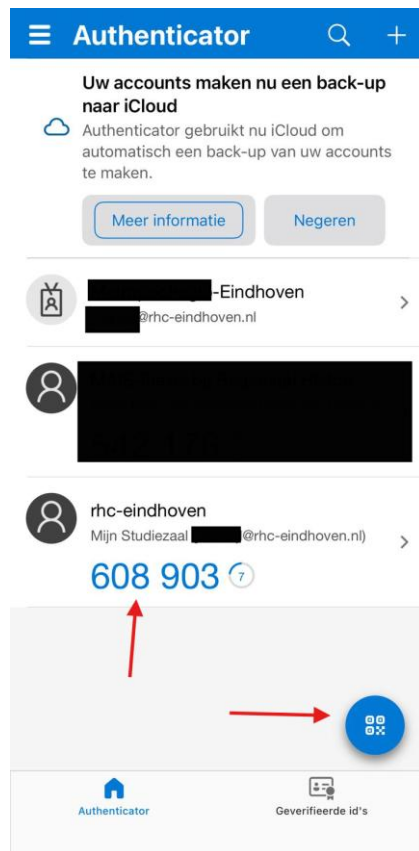 Authenticator
Uw accounts maken nu een back-up
naar iCloud
Authenticator gebruikt nu iCloud om
automatisch een back-up van uw accounts
te maken.
Meer informatie Negeren
-Eindhoven
@rhc-eindhoven.nl
rhc-eindhoven
Mijn Studiezaal @rhc-eindhoven.nl)
608 903 7
Authenticator Geverifieerde id's